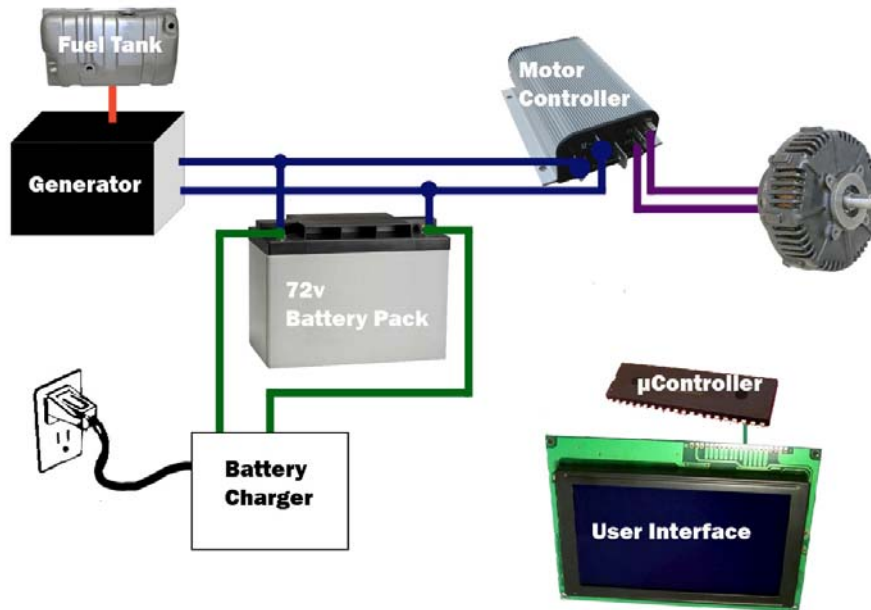 Fuel Tank
Generator
Motor
Controller
72v
Battery Pack
Battery
Charger
µController
User Interface